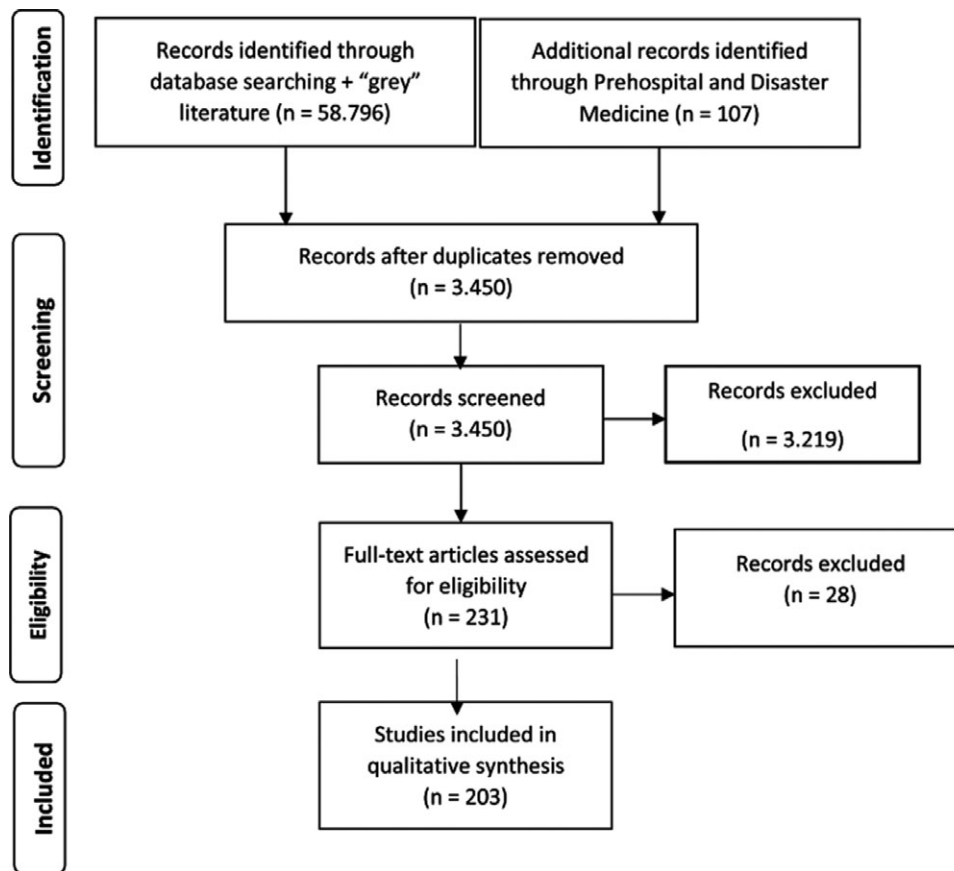 Identification
Records identified through
database searching + “grey”
literature (n = 58.796)
Additional records identified
through Prehospital and Disaster
Medicine (n = 107)
Screening
Records after duplicates removed
(n = 3.450)
Records screened
(n = 3.450)
Records excluded
(n = 3.219)
Eligibility
Full-text articles assessed
for eligibility
(n = 231)
Records excluded
(n = 28)
Included
Studies included in
qualitative synthesis
(n = 203)